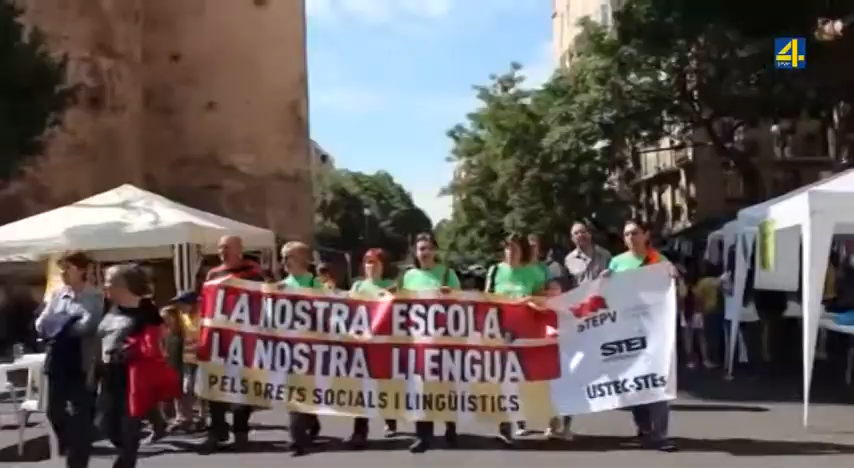 4
LA NOSTRA ESCOLA,
LA NOSTRA LLENGUA
PELS DRETS SOCIALS I LINGÜÍSTICS
STEPV
STEI
USTEC-STEs